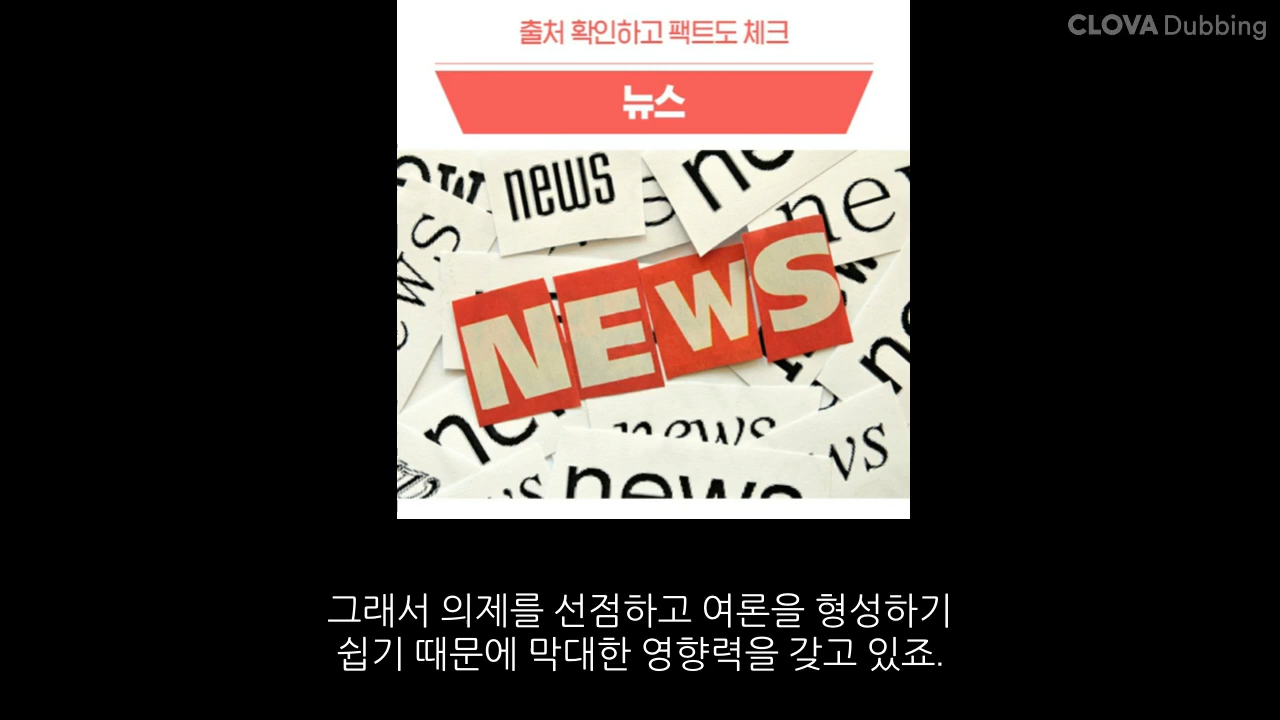 출처 확인하고 팩트도 체크
CLOVA Dubbing
뉴스
news
news
NEWS
news
news
그래서 의제를 선점하고 여론을 형성하기
쉽기 때문에 막대한 영향력을 갖고 있죠.